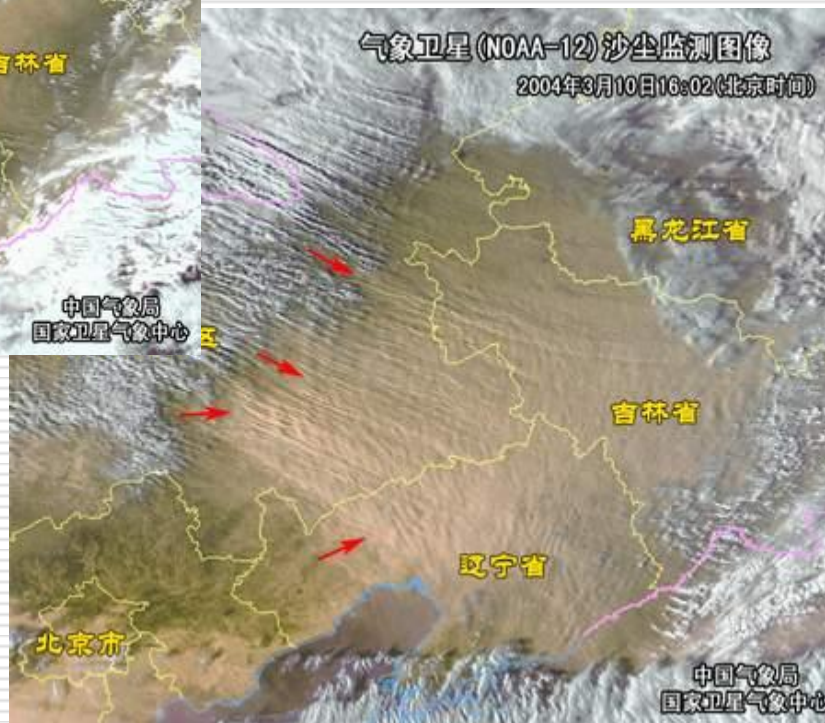 吉林省
中国气象局
国家卫星气象中心
气象卫星(NOAA-12)沙尘监测图像
2004年3月10日16:02(北京时间)
黑龙江省
区
吉林省
辽宁省
北京市
中国气象局
国家卫星气象中心